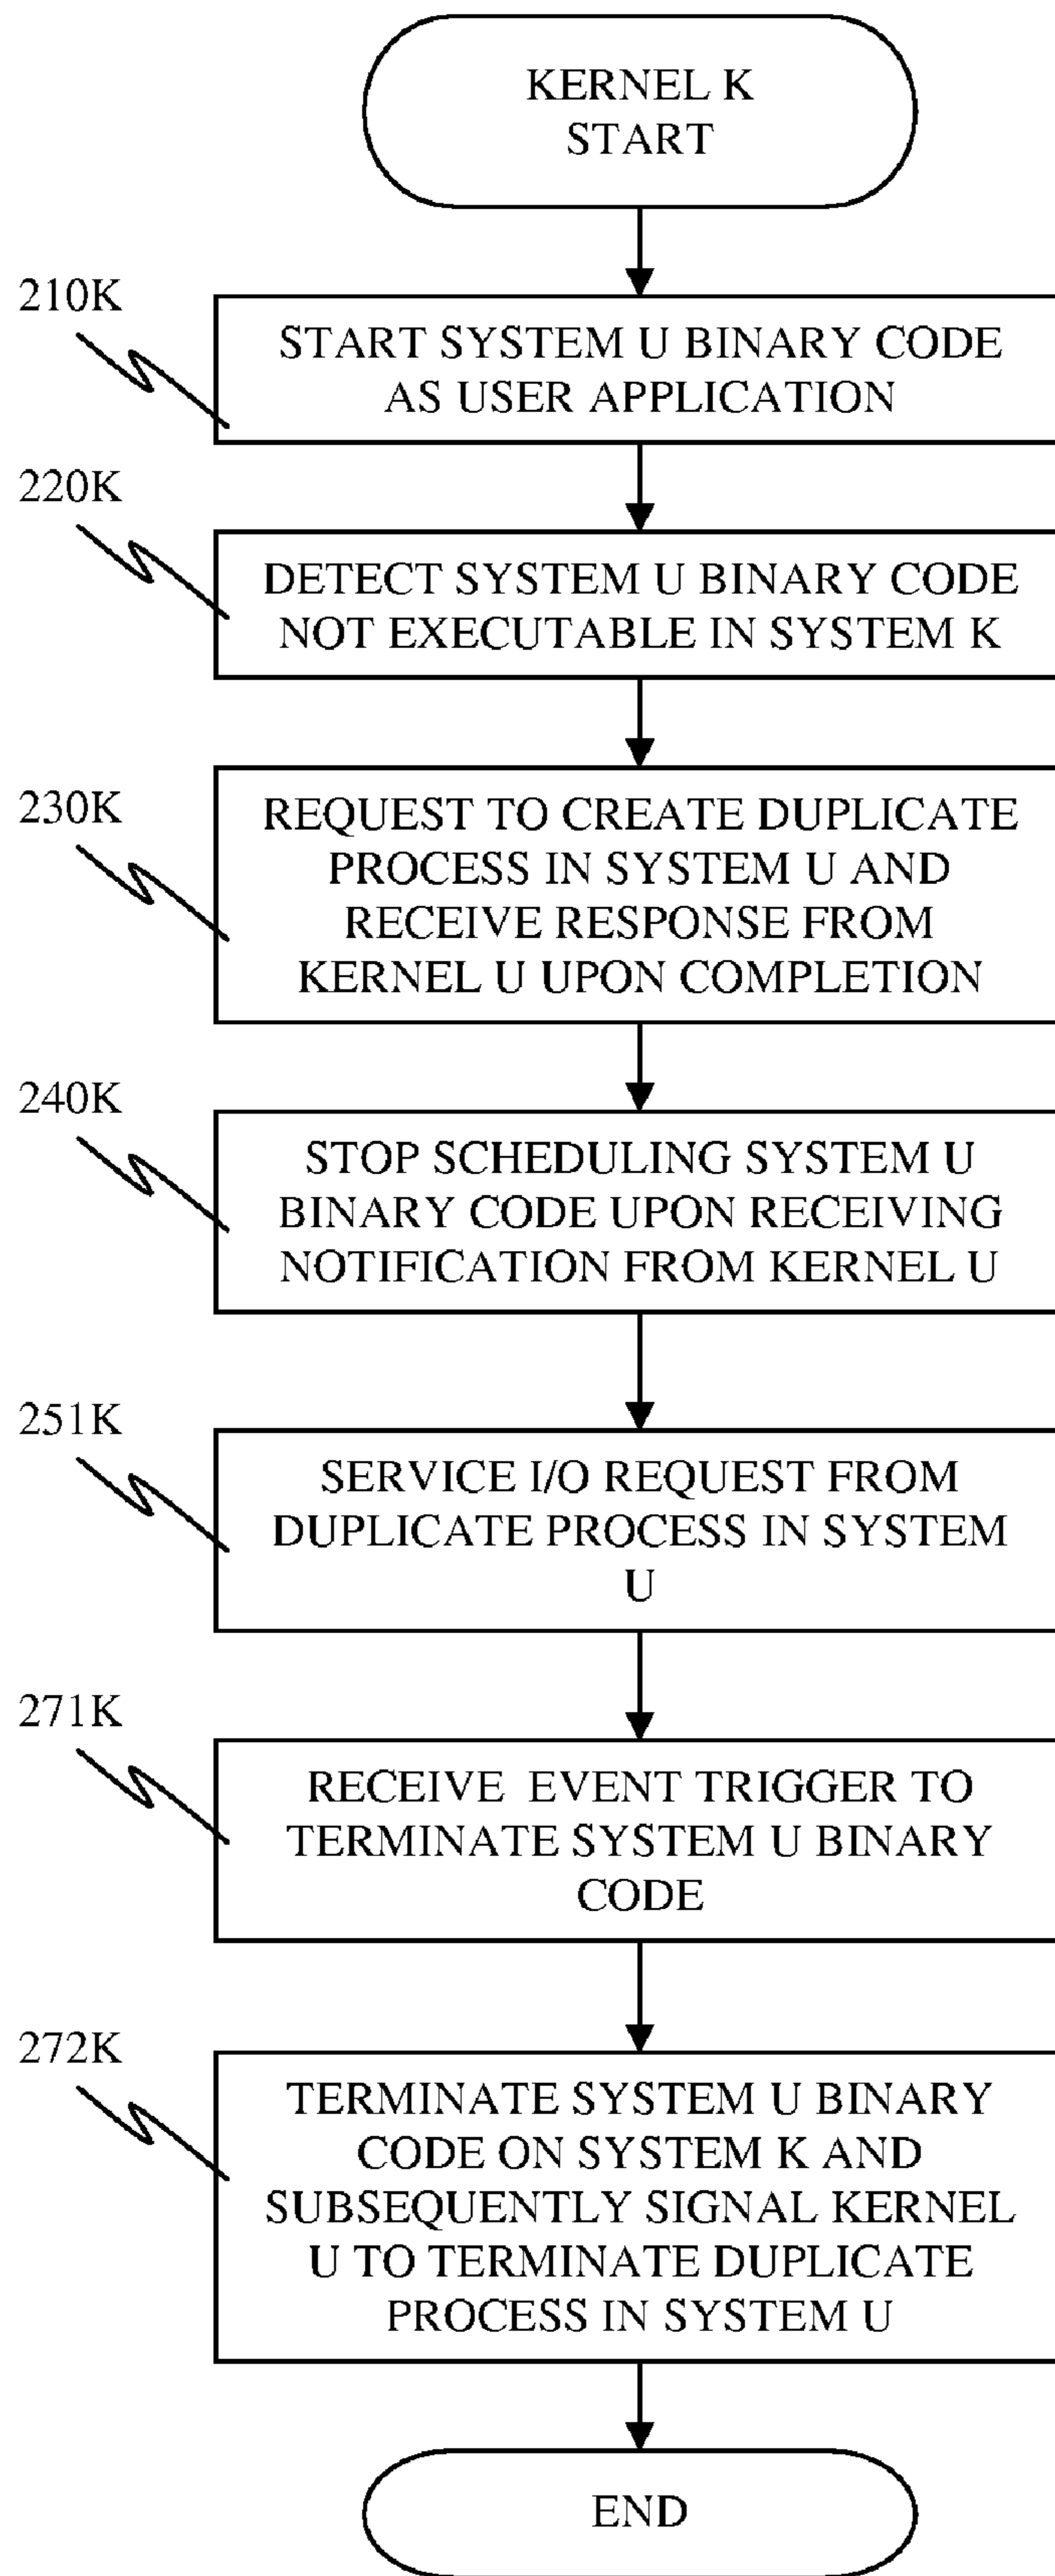 KERNEL K
START
210K
START SYSTEM U BINARY CODE
AS USER APPLICATION
220K
DETECT SYSTEM U BINARY CODE
NOT EXECUTABLE IN SYSTEM K
230K
REQUEST TO CREATE DUPLICATE
PROCESS IN SYSTEM U AND
RECEIVE RESPONSE FROM
KERNEL U UPON COMPLETION
240K
STOP SCHEDULING SYSTEM U
BINARY CODE UPON RECEIVING
NOTIFICATION FROM KERNEL U
251K
SERVICE I/O REQUEST FROM
DUPLICATE PROCESS IN SYSTEM
U
271K
RECEIVE EVENT TRIGGER TO
TERMINATE SYSTEM U BINARY
CODE
272K
TERMINATE SYSTEM U BINARY
CODE ON SYSTEM K AND
SUBSEQUENTLY SIGNAL KERNEL
U TO TERMINATE DUPLICATE
PROCESS IN SYSTEM U
END